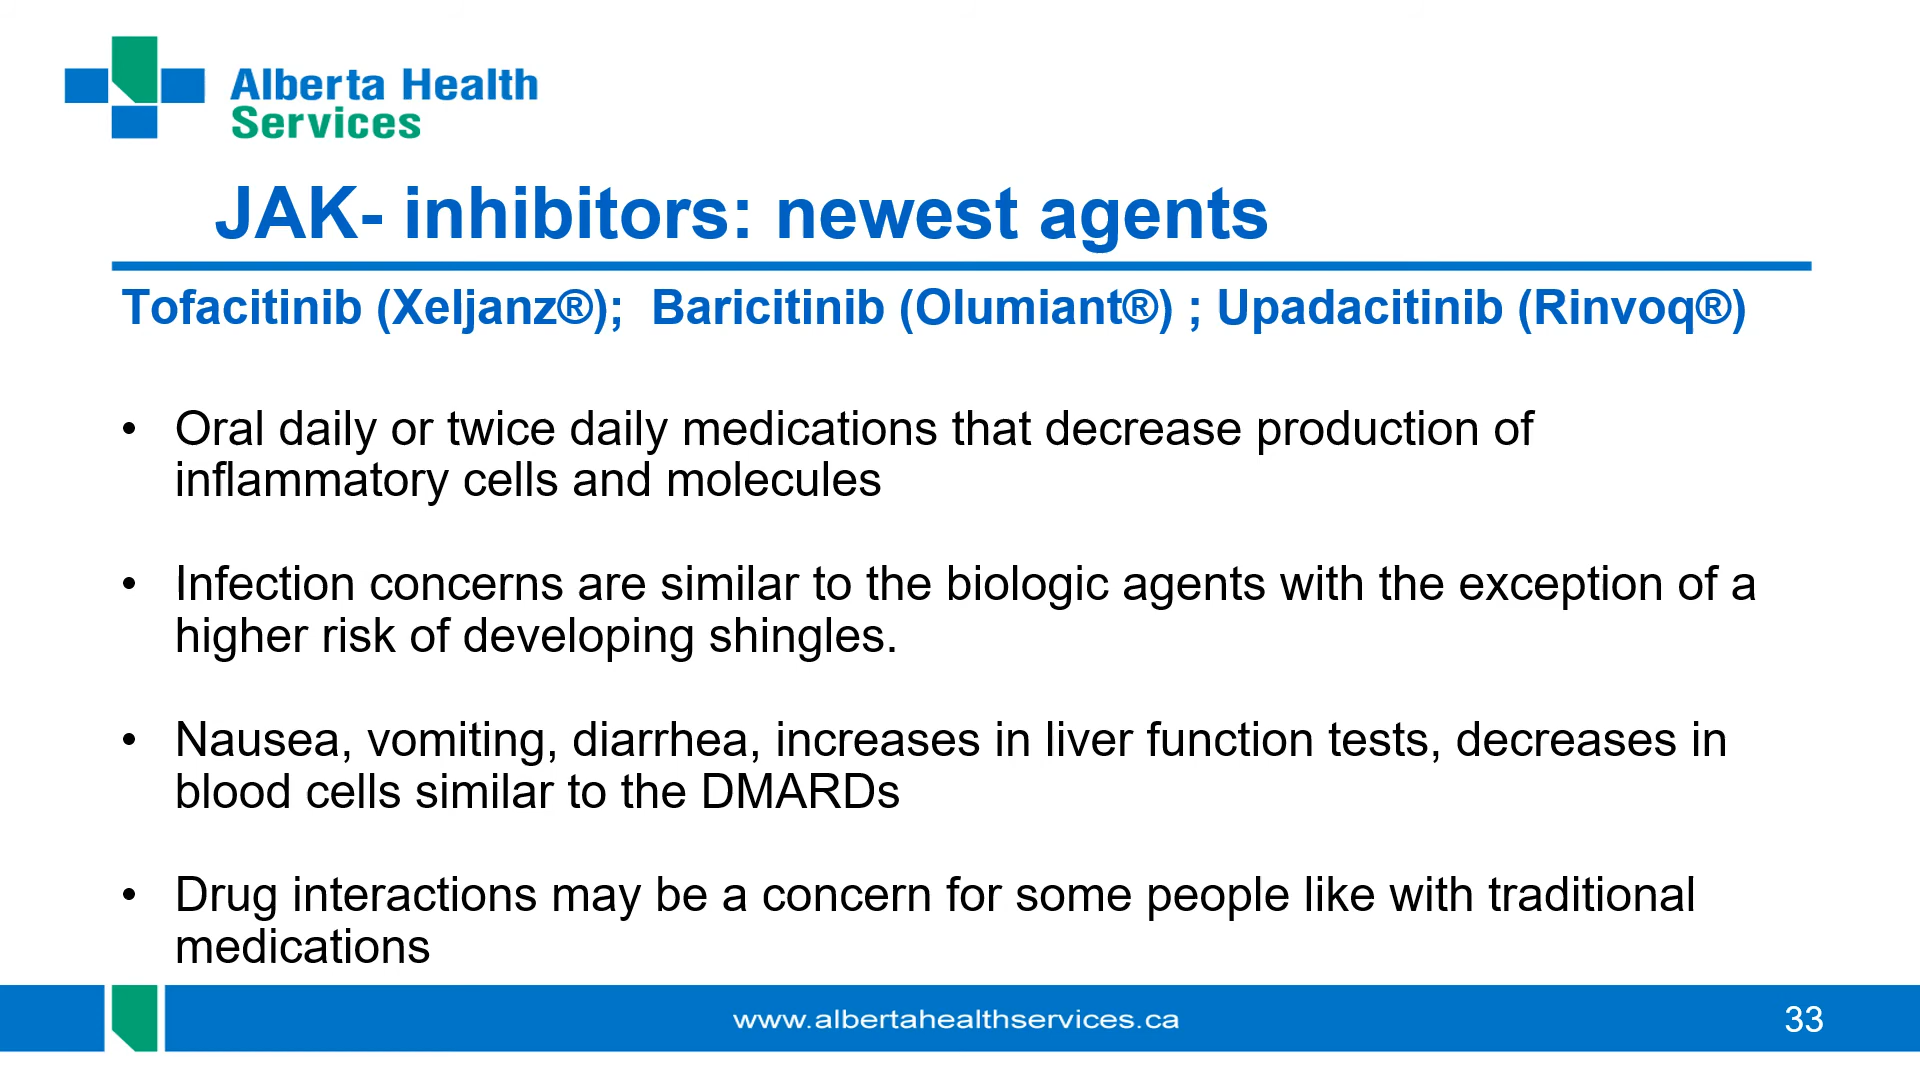 Alberta Health
Services
JAK- inhibitors: newest agents
Tofacitinib (Xeljanz®);  Baricitinib (Olumiant®) ; Upadacitinib (Rinvoq®)
• Oral daily or twice daily medications that decrease production of
inflammatory cells and molecules
• Infection concerns are similar to the biologic agents with the exception of a
higher risk of developing shingles.
• Nausea, vomiting, diarrhea, increases in liver function tests, decreases in
blood cells similar to the DMARDs
• Drug interactions may be a concern for some people like with traditional
medications
www.albertahealthservices.ca
33